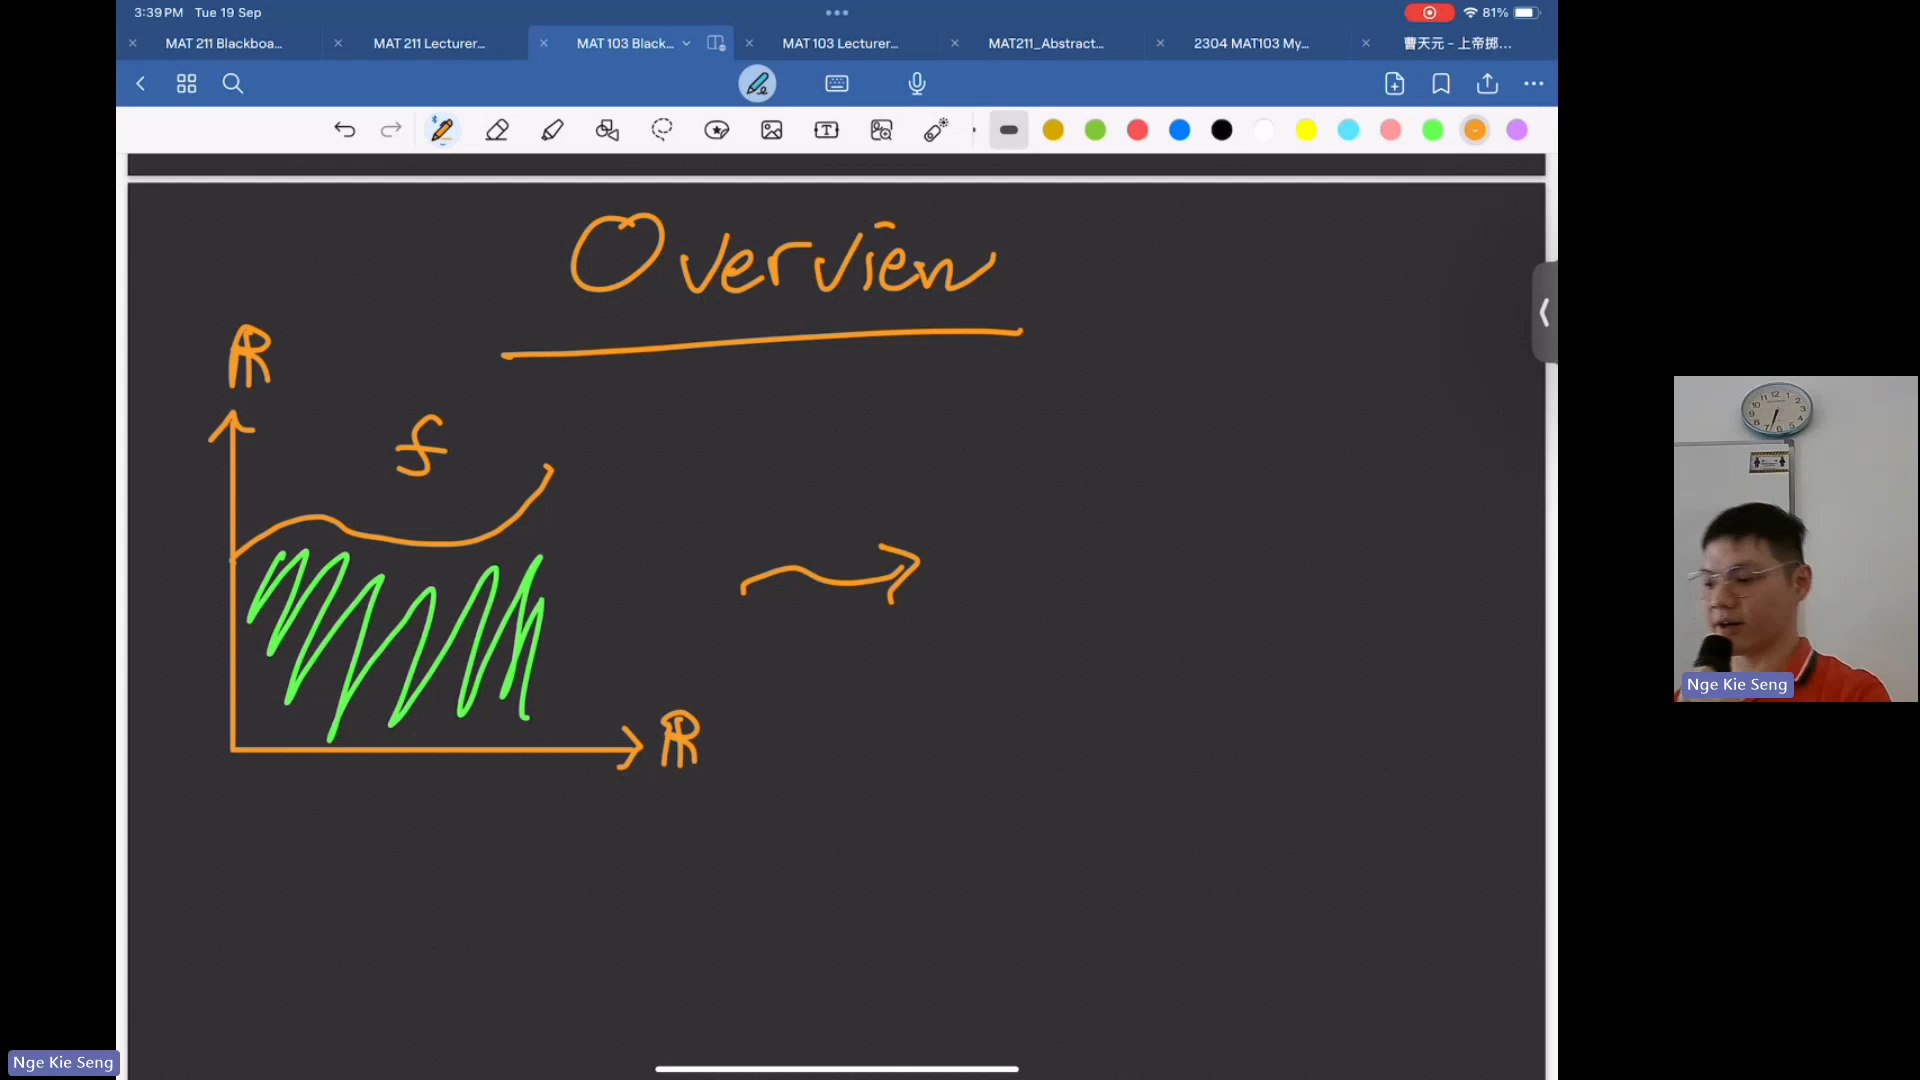 3:39 PM Tue 19 Sep
81%
MAT 211 Blackboa...
MAT 211 Lecturer...
MAT 103 Black...
MAT 103 Lecturer...
MAT211_Abstract...
2304 MAT103 My...
曹天元 - 上帝掷...
Overview
ℝ
f
ℝ
Nge Kie Seng
Nge Kie Seng